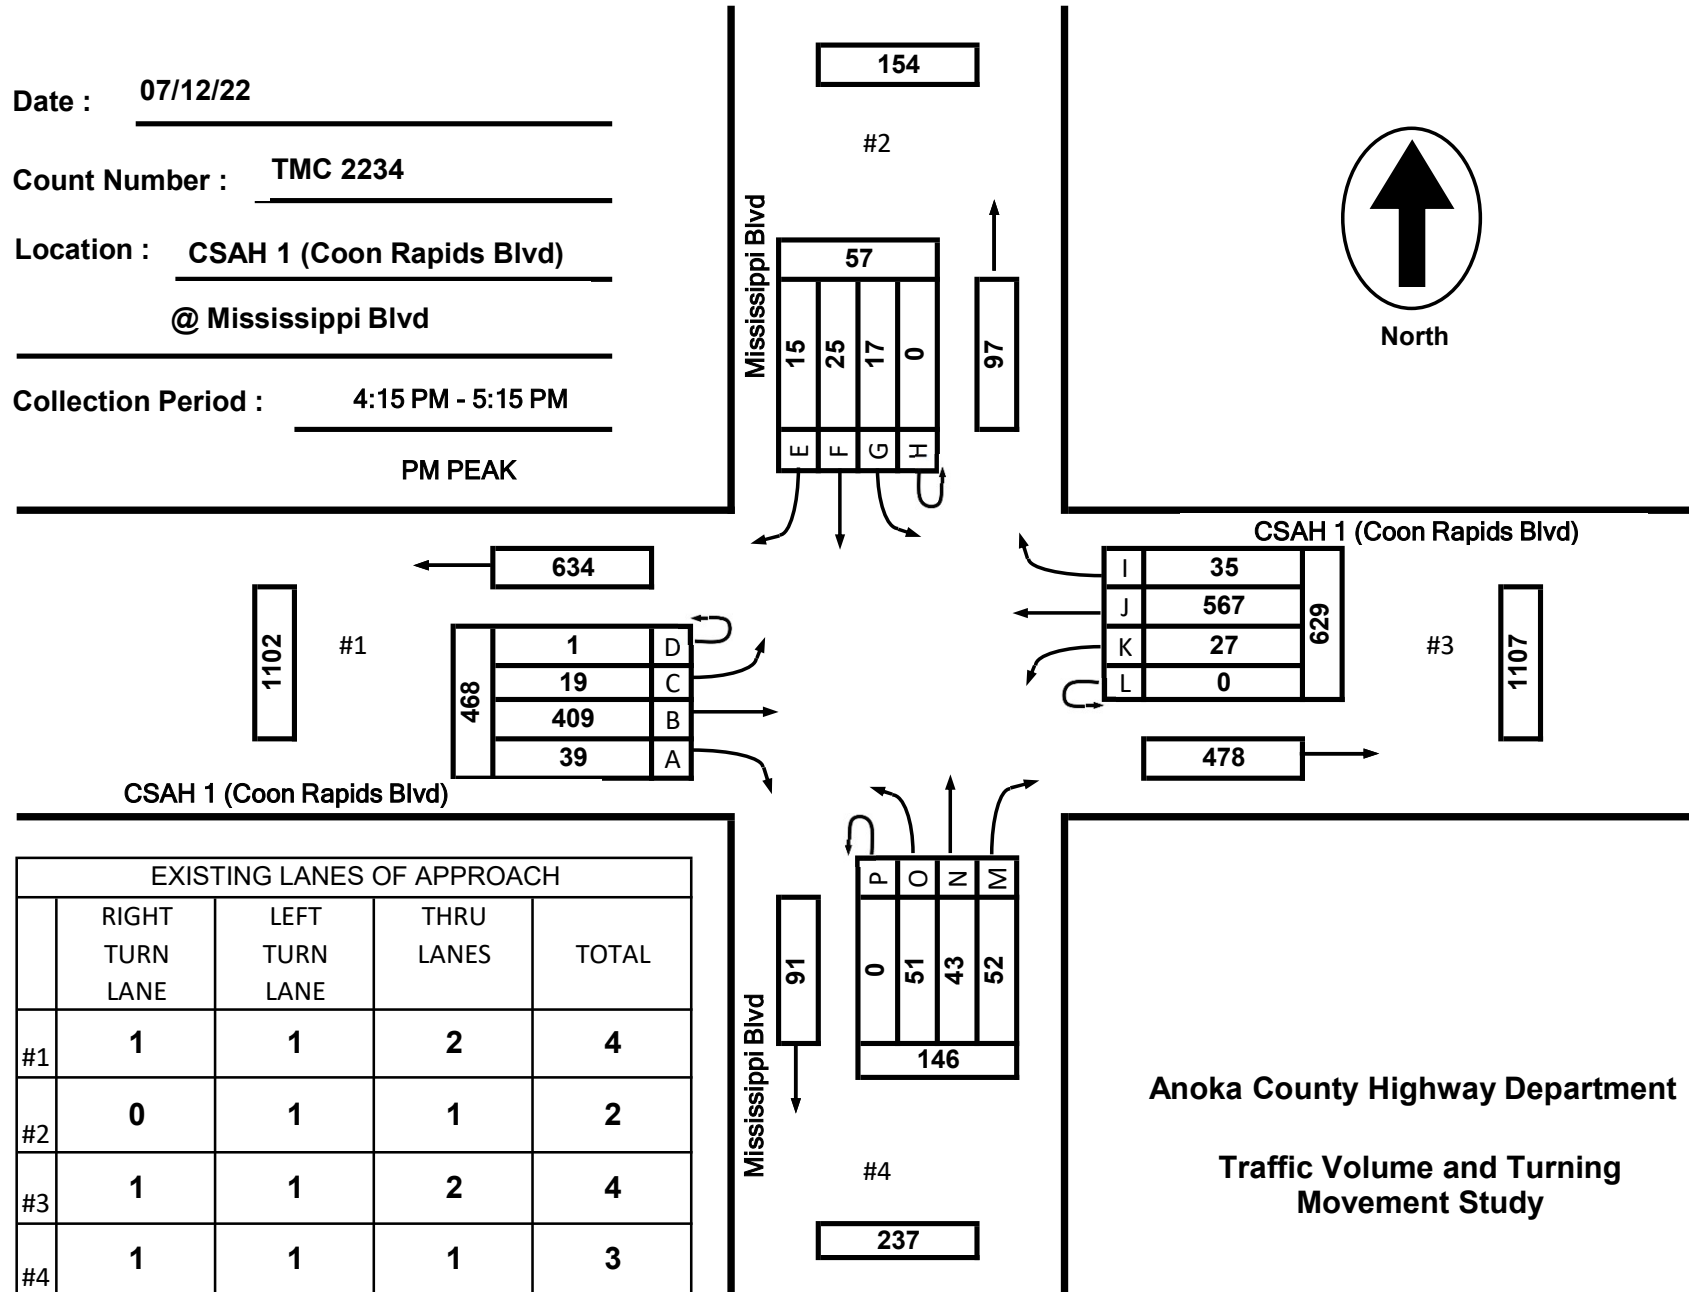 Date :
07/12/22
Count Number :
TMC 2234
Location :
CSAH 1 (Coon Rapids Blvd)
@ Mississippi Blvd
Collection Period :
4:15 PM - 5:15 PM
PM PEAK
154
#2
Mississippi Blvd
57
15
25
17
0
E
F
G
H
97
North
CSAH 1 (Coon Rapids Blvd)
634
1102
#1
468
1 D
19 C
409 B
39 A
CSAH 1 (Coon Rapids Blvd)
I 35
J 567
K 27
L 0
629
#3
1107
478
P
O
N
M
0
51
43
52
146
91
Mississippi Blvd
#4
237
EXISTING LANES OF APPROACH
RIGHT TURN LANE
LEFT TURN LANE
THRU LANES
TOTAL
#1 1 1 2 4
#2 0 1 1 2
#3 1 1 2 4
#4 1 1 1 3
Anoka County Highway Department
Traffic Volume and Turning
Movement Study